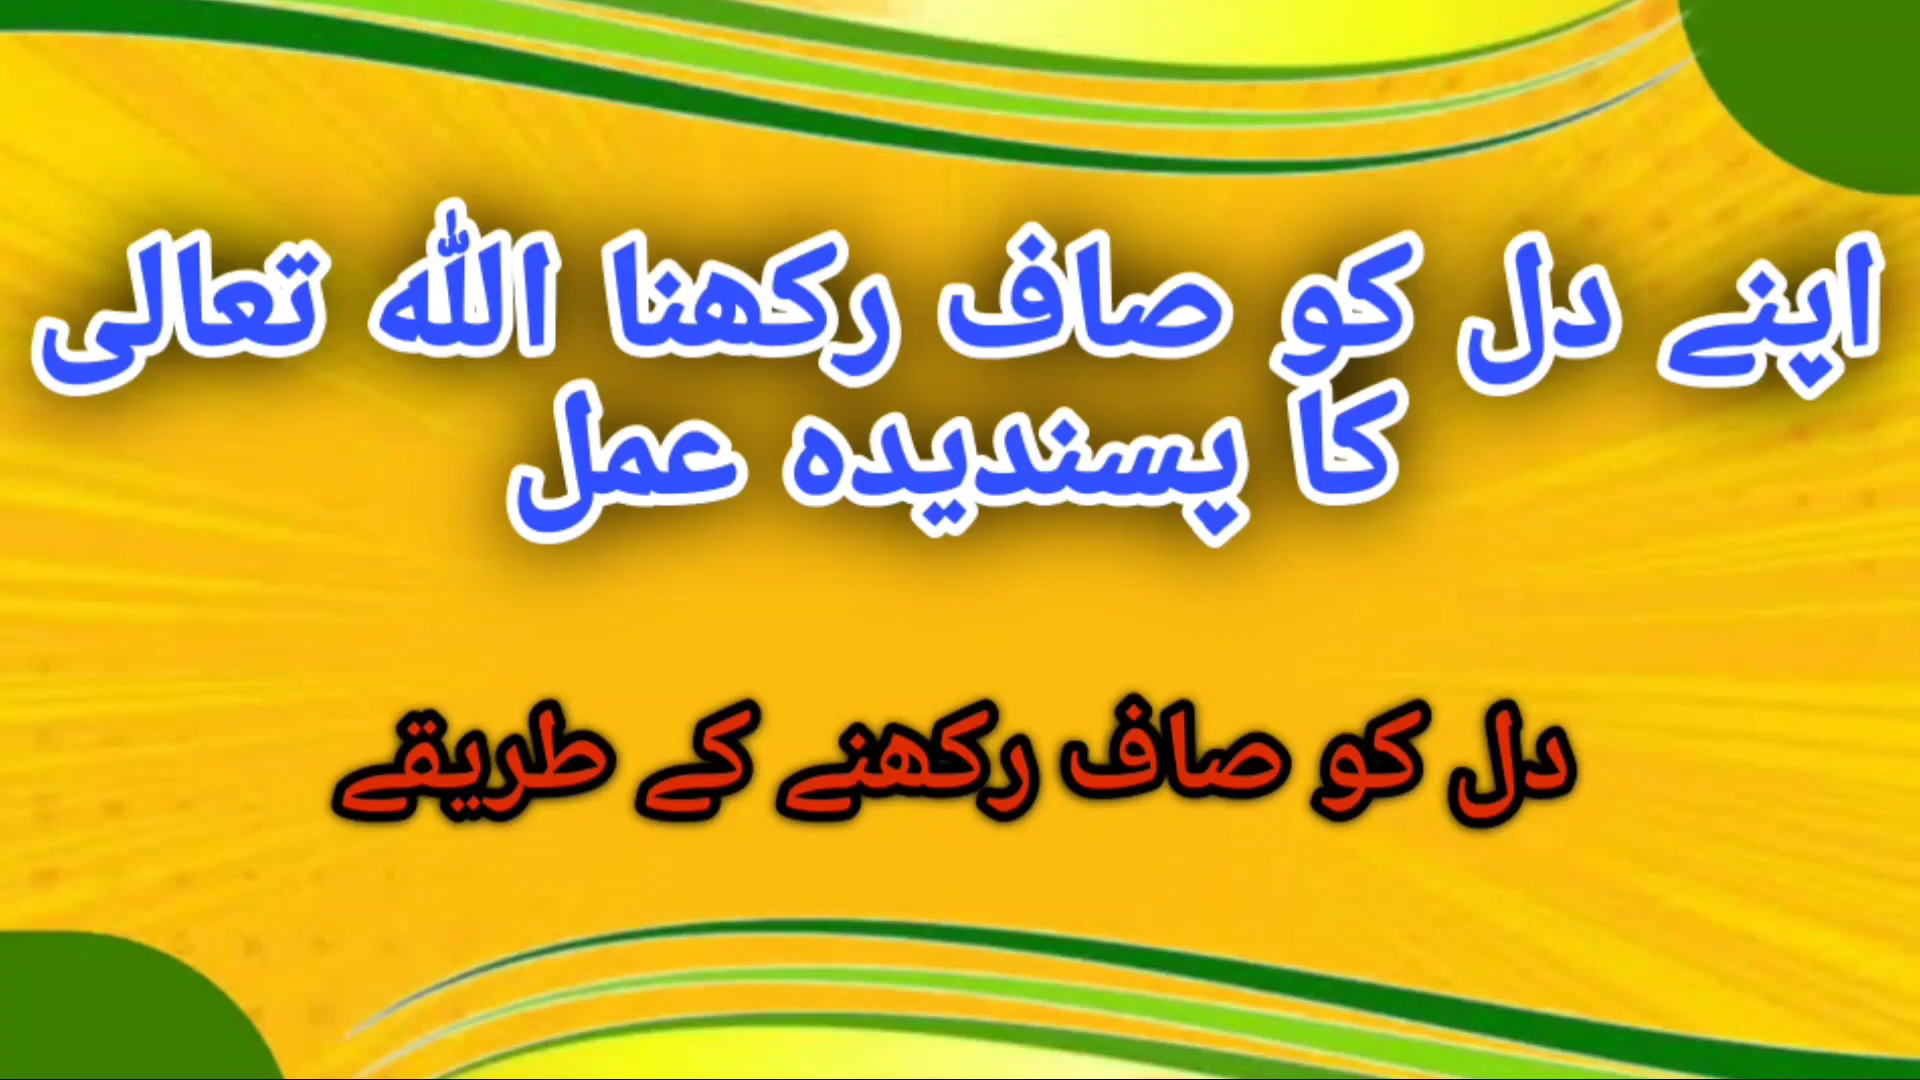 اپنے دل کو صاف رکھنا اللہ تعالی
کا پسندیدہ عمل
دل کو صاف رکھنے کے طریقے